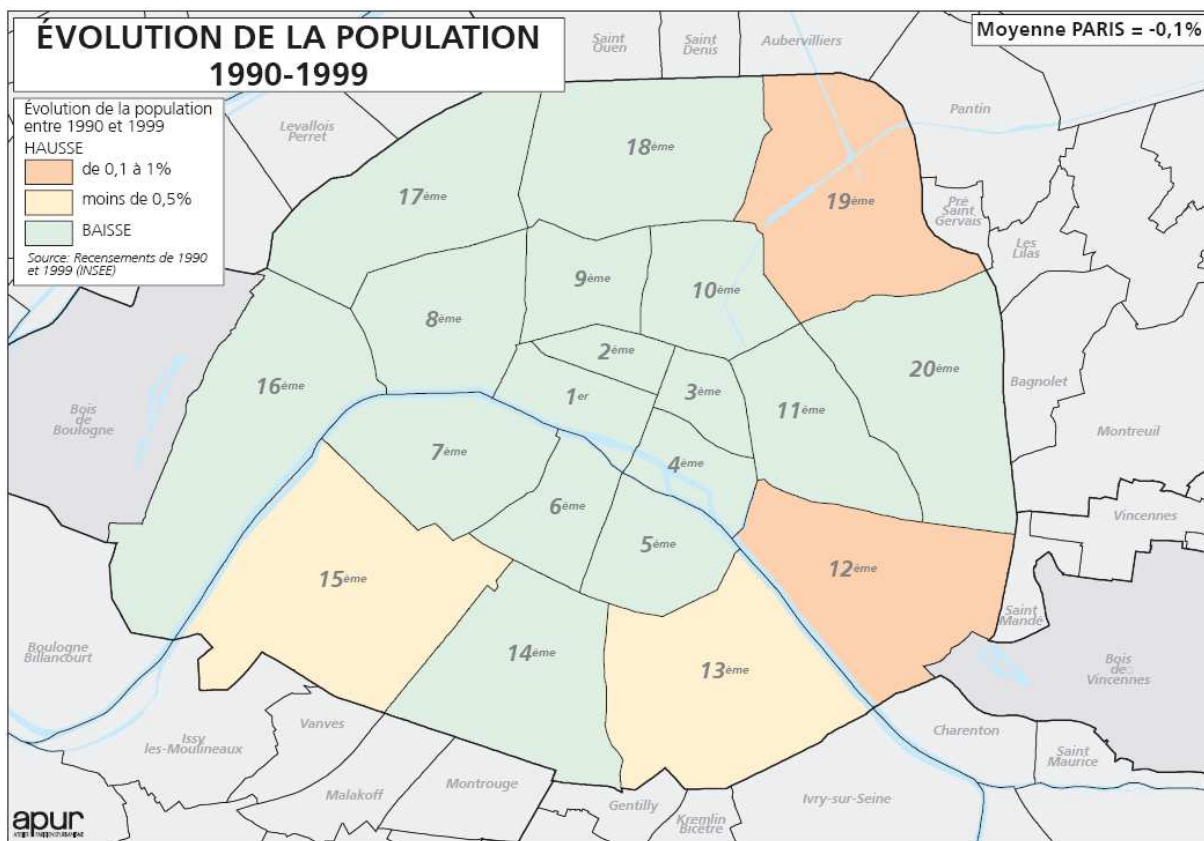 ÉVOLUTION DE LA POPULATION
1990-1999
Moyenne PARIS = -0,1%
Évolution de la population
entre 1990 et 1999
HAUSSE
de 0,1 à 1%
moins de 0,5%
BAISSE
Source: Recensements de 1990
et 1999 (INSEE)
Saint
Ouen
Saint
Denis
Aubervilliers
Pantin
Levallois
Perret
18ème
17ème
19ème
Pré
Saint
Gervais
Les
Lilas
9ème
10ème
8ème
2ème
20ème
16ème
1er
3ème
11ème
Bagnolet
Bois
de
Boulogne
Montreuil
7ème
4ème
6ème
5ème
Vincennes
15ème
12ème
Saint
Mandé
Boulogne
Billancourt
14ème
13ème
Bois
de
Vincennes
Issy
les-Moulineaux
Vanves
Charenton
Saint
Maurice
Malakoff
Montrouge
Gentilly
Kremlin
Bicêtre
Ivry-sur-Seine
apur